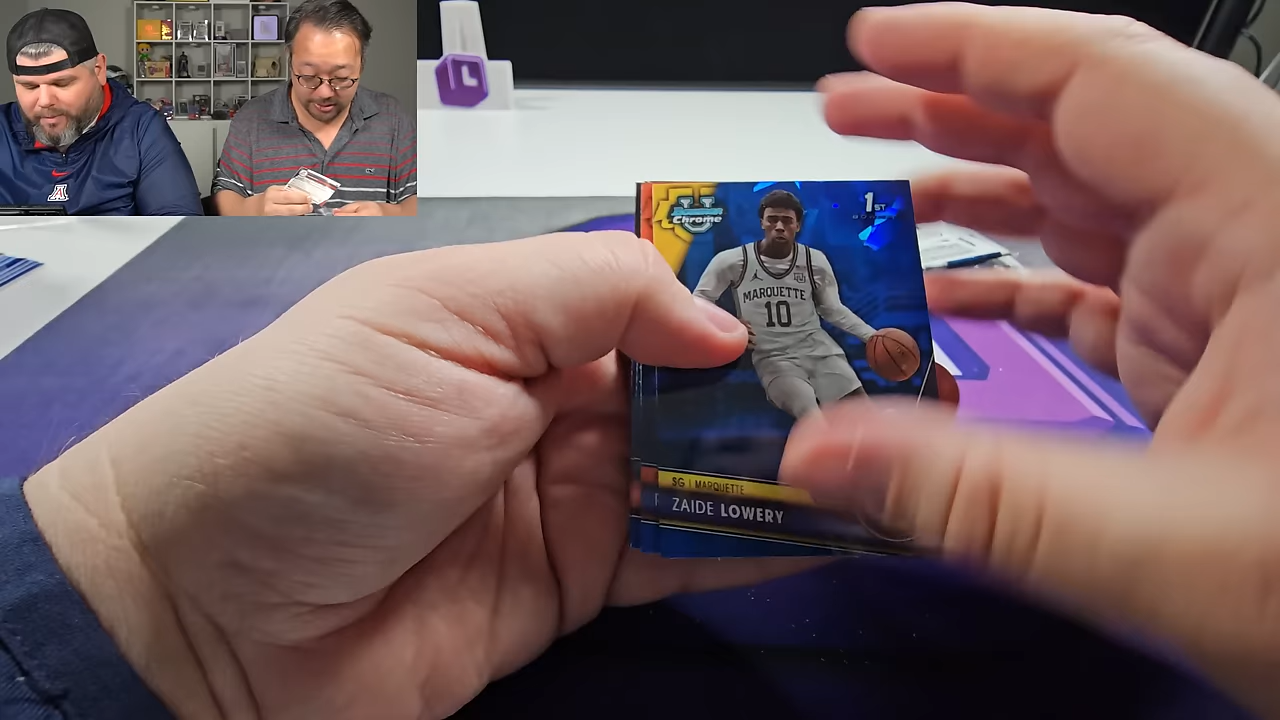 U
Chrome
1ST
MARQUETTE
10
SG | MARQUETTE
ZAIDE LOWERY
A